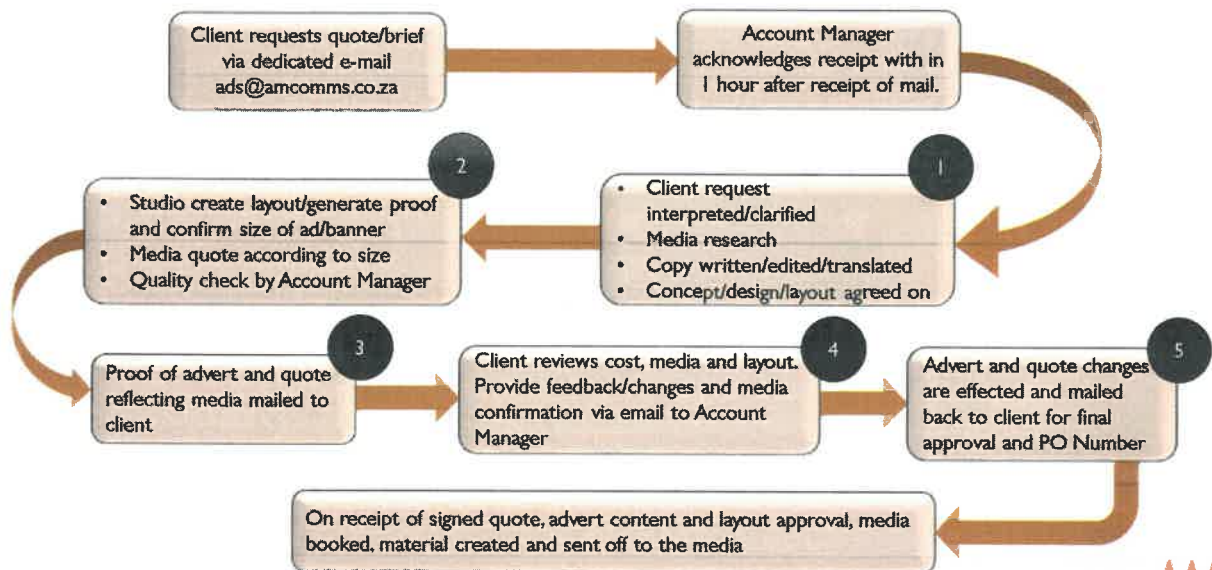 Client requests quote/brief
via dedicated e-mail
ads@amcomms.co.za
Account Manager
acknowledges receipt with in
1 hour after receipt of mail.
1
• Client request
interpreted/clarified
• Media research
• Copy written/edited/translated
• Concept/design/layout agreed on
2
• Studio create layout/generate proof
and confirm size of ad/banner
• Media quote according to size
• Quality check by Account Manager
3
Proof of advert and quote
reflecting media mailed to
client
4
Client reviews cost, media and layout.
Provide feedback/changes and media
confirmation via email to Account
Manager
5
Advert and quote changes
are effected and mailed
back to client for final
approval and PO Number
On receipt of signed quote, advert content and layout approval, media
booked, material created and sent off to the media